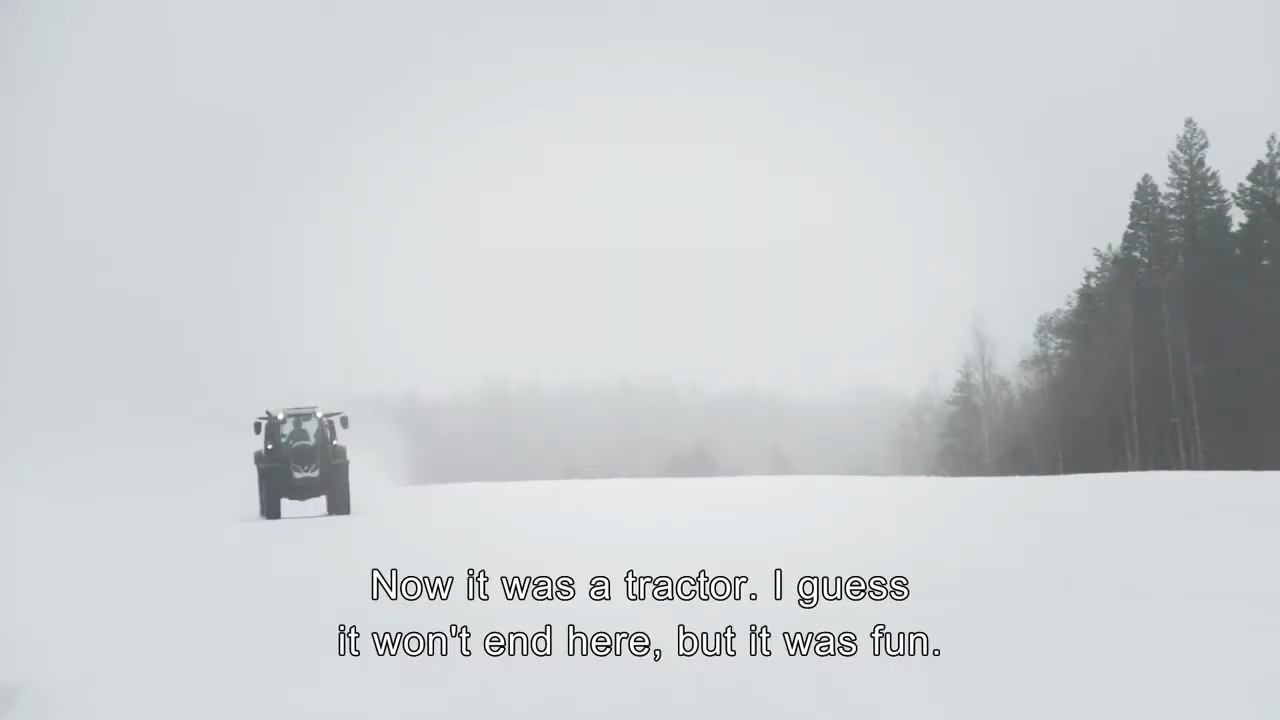 Now it was a tractor. I guess
it won't end here, but it was fun.